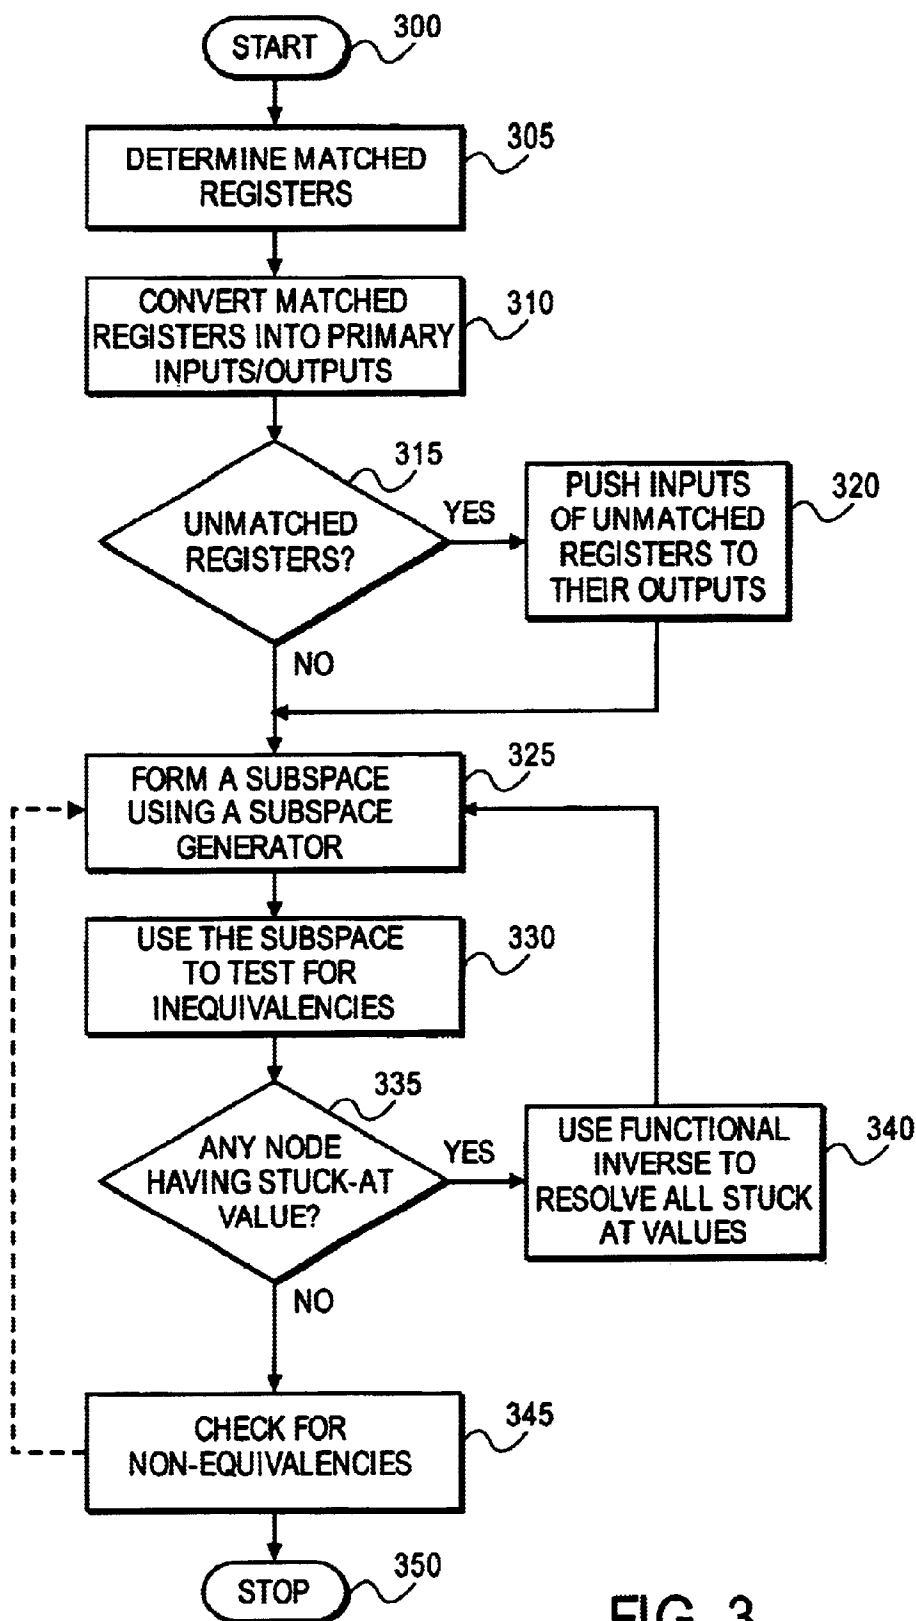 START
300
DETERMINE MATCHED
REGISTERS
305
CONVERT MATCHED
REGISTERS INTO PRIMARY
INPUTS/OUTPUTS
310
UNMATCHED
REGISTERS?
315
YES
PUSH INPUTS
OF UNMATCHED
REGISTERS TO
THEIR OUTPUTS
320
NO
FORM A SUBSPACE
USING A SUBSPACE
GENERATOR
325
USE THE SUBSPACE
TO TEST FOR
INEQUIVALENCIES
330
ANY NODE
HAVING STUCK-AT
VALUE?
335
YES
USE FUNCTIONAL
INVERSE TO
RESOLVE ALL STUCK
AT VALUES
340
NO
CHECK FOR
NON-EQUIVALENCIES
345
STOP
350
FIG. 3